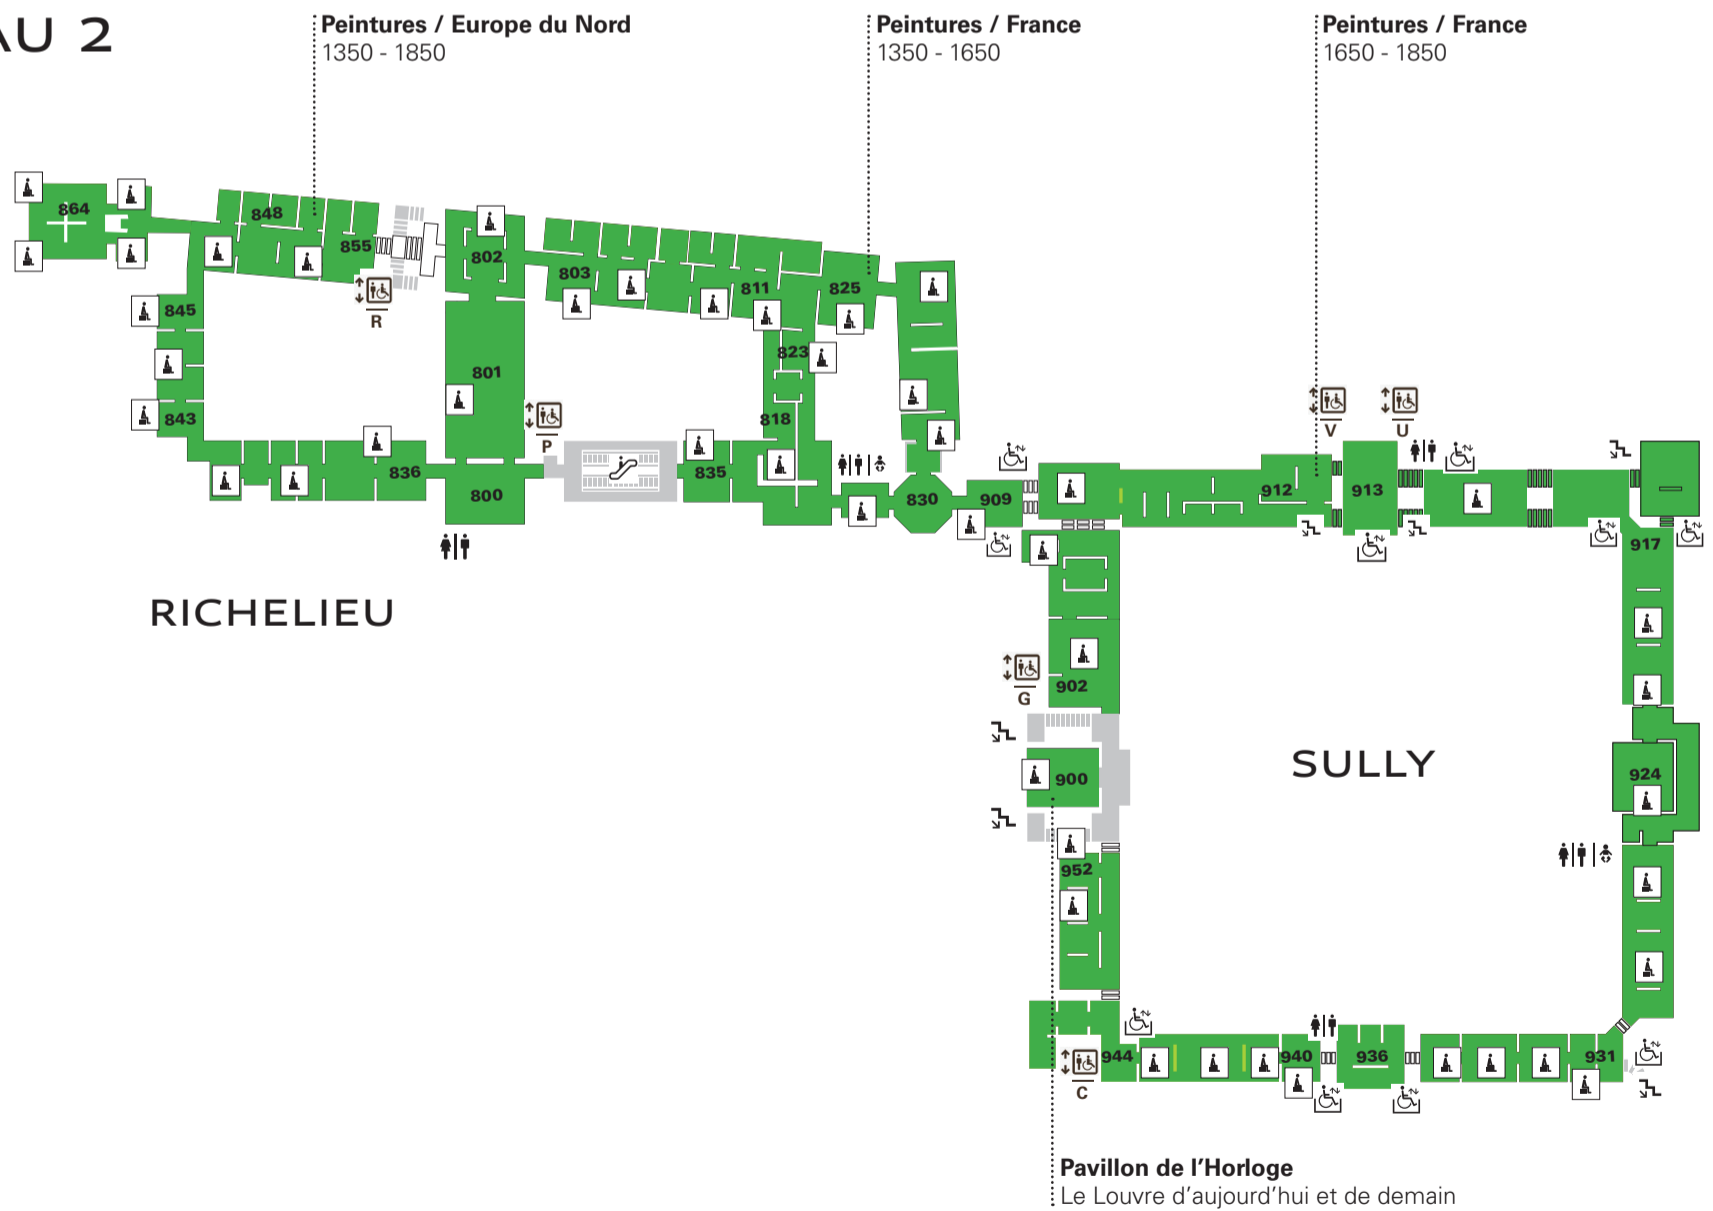 AU 2
Peintures / Europe du Nord
1350 - 1850
Peintures / France
1350 - 1650
Peintures / France
1650 - 1850
864
848
855
802
803
811
825
845
843
R
801
P
823
818
836
800
835
830
909
912
V
U
913
917
RICHELIEU
902
G
SULLY
900
924
952
944
C
940
936
931
Pavillon de l'Horloge
Le Louvre d'aujourd'hui et de demain